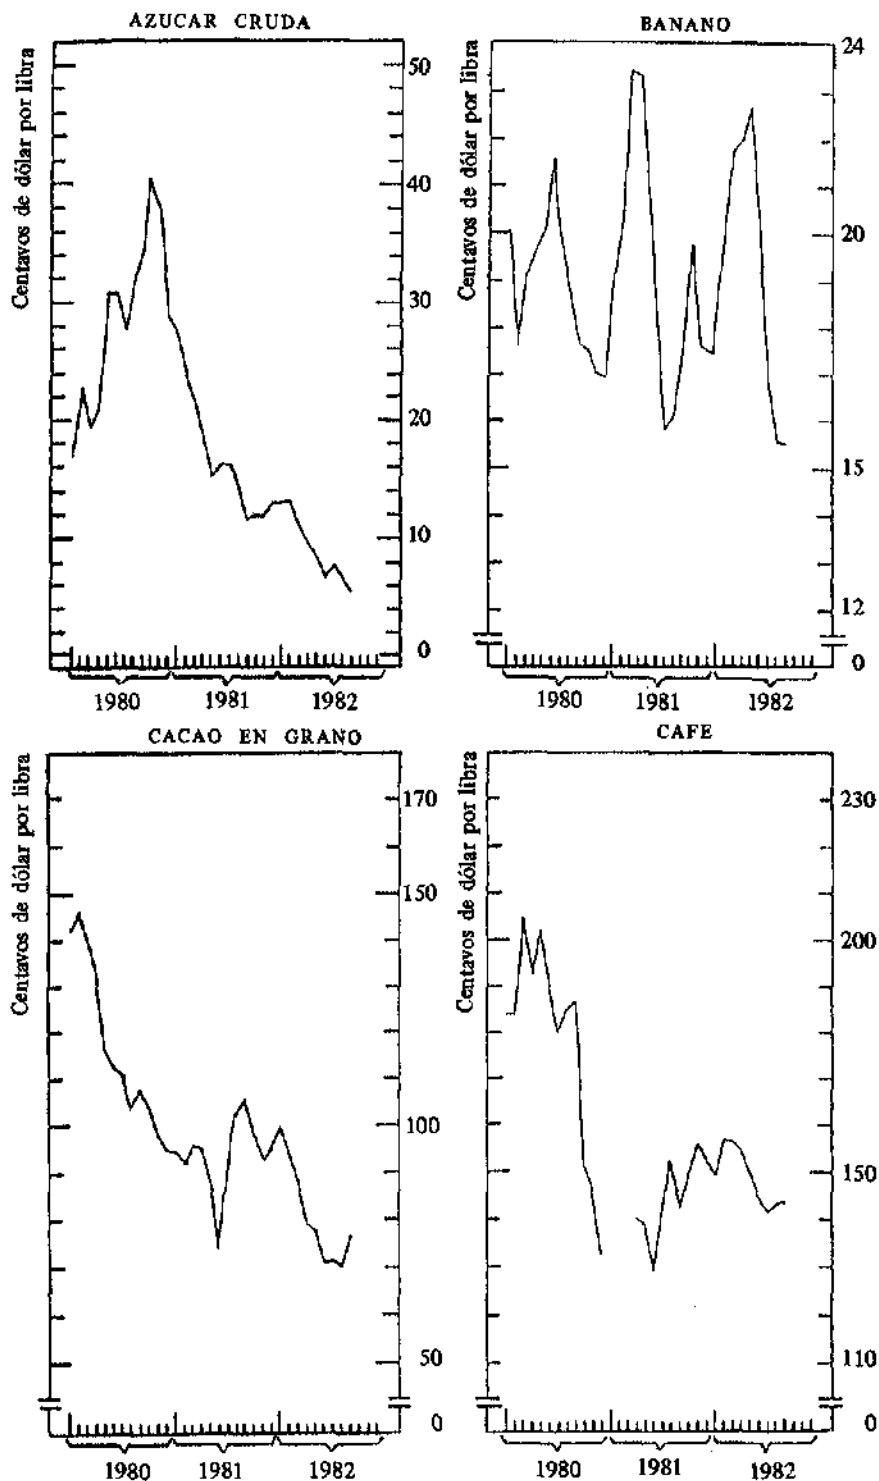 AZUCAR CRUDA
Centavos de dólar por libra
50
40
30
20
10
0
1980 1981 1982
BANANO
Centavos de dólar por libra
24
20
15
12
0
1980 1981 1982
CACAO EN GRANO
Centavos de dólar por libra
170
150
100
50
0
1980 1981 1982
CAFE
Centavos de dólar por libra
230
200
150
110
0
1980 1981 1982